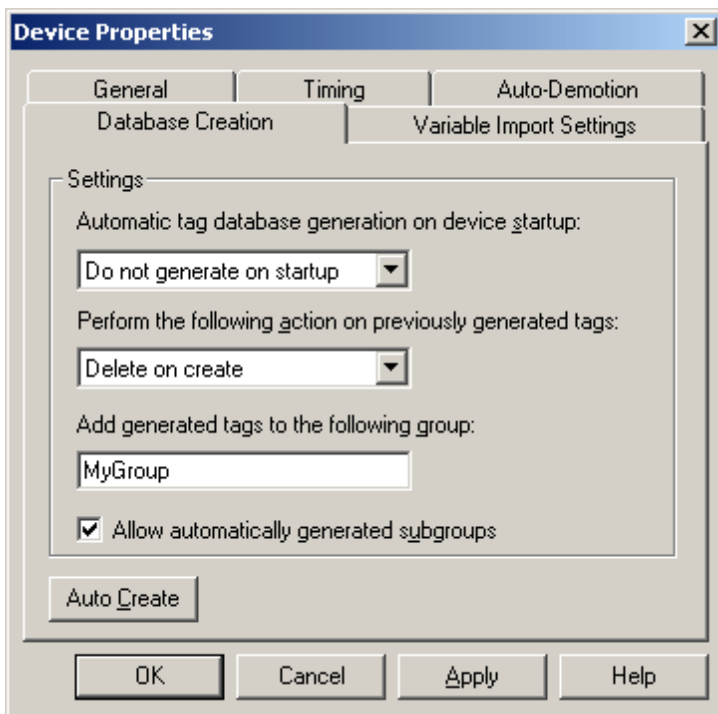 Device Properties
General Timing Auto-Demotion
Database Creation Variable Import Settings
Settings
Automatic tag database generation on device startup:
Do not generate on startup
Perform the following action on previously generated tags:
Delete on create
Add generated tags to the following group:
MyGroup
Allow automatically generated subgroups
Auto Create
OK Cancel Apply Help